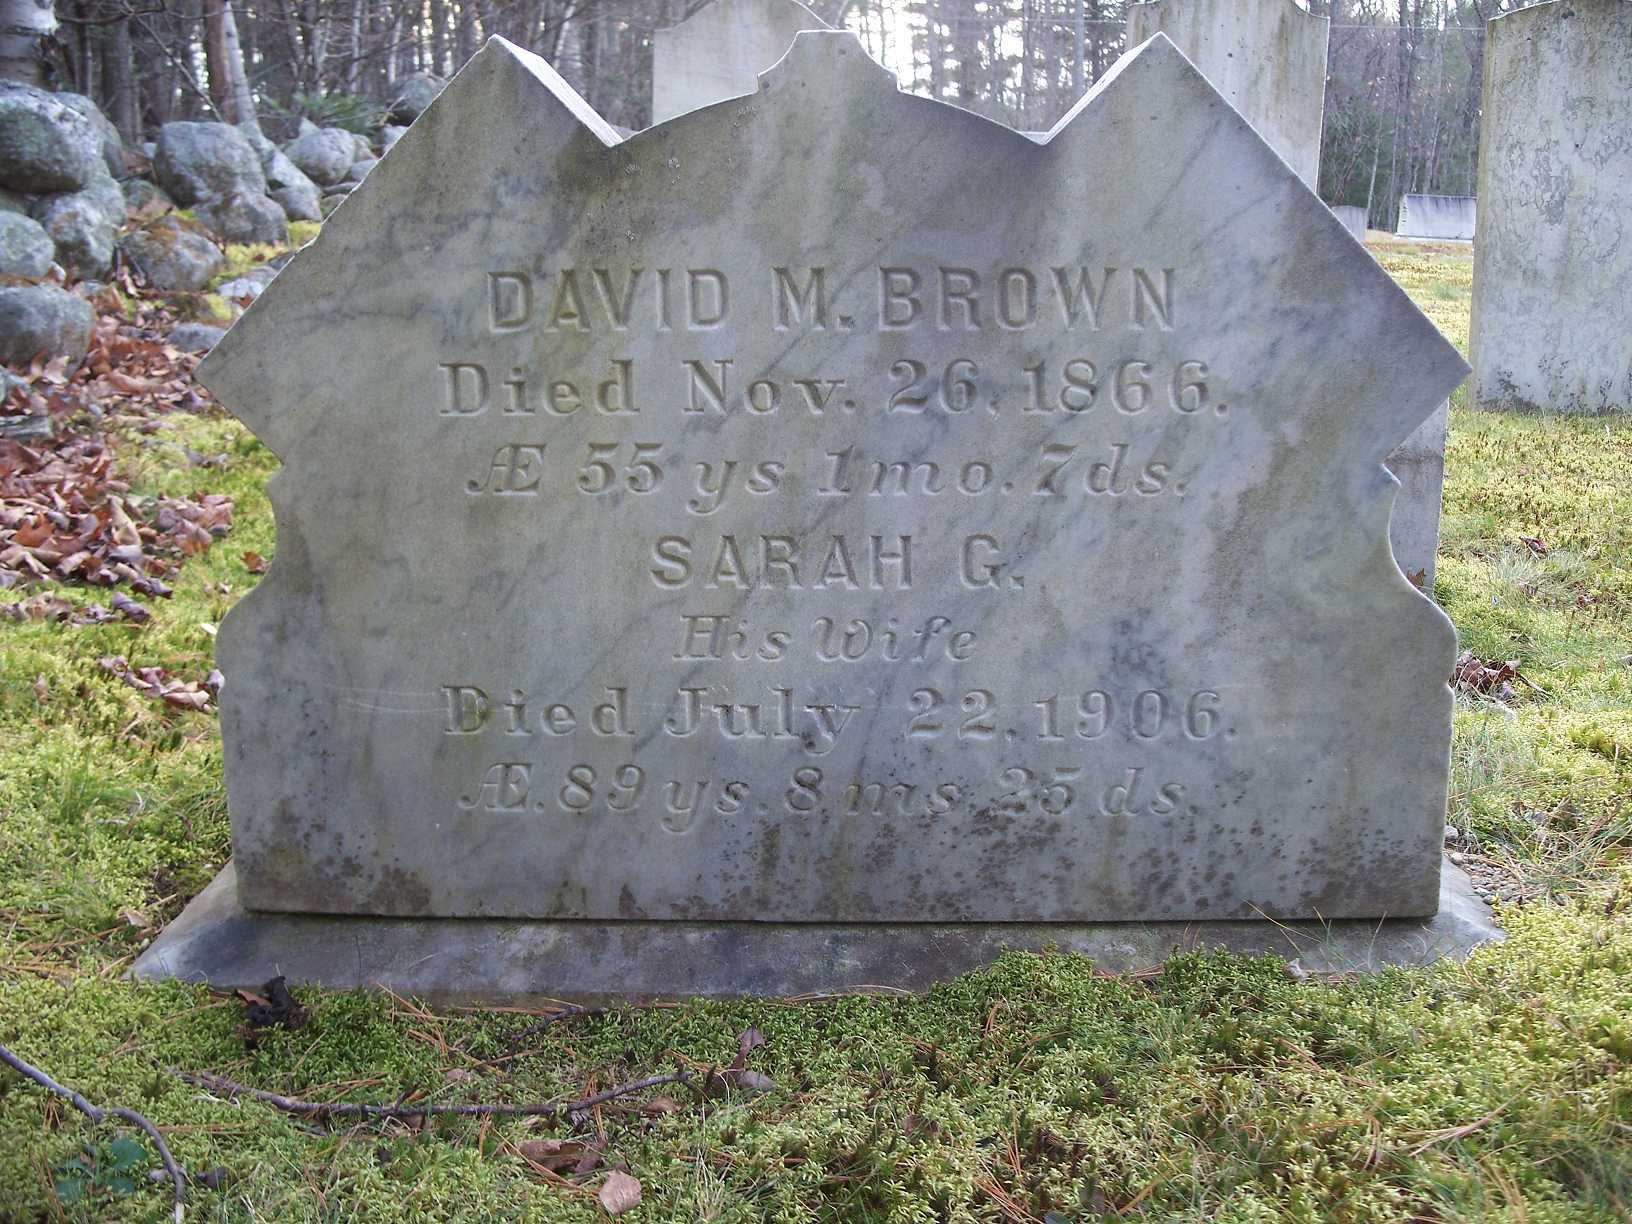 DAVID M. BROWN
Died Nov. 26, 1866.
Æ 55 ys 1 mo. 7 ds.
SARAH G.
His Wife
Died July 22, 1906.
Æ. 89 ys. 8 ms. 25 ds.